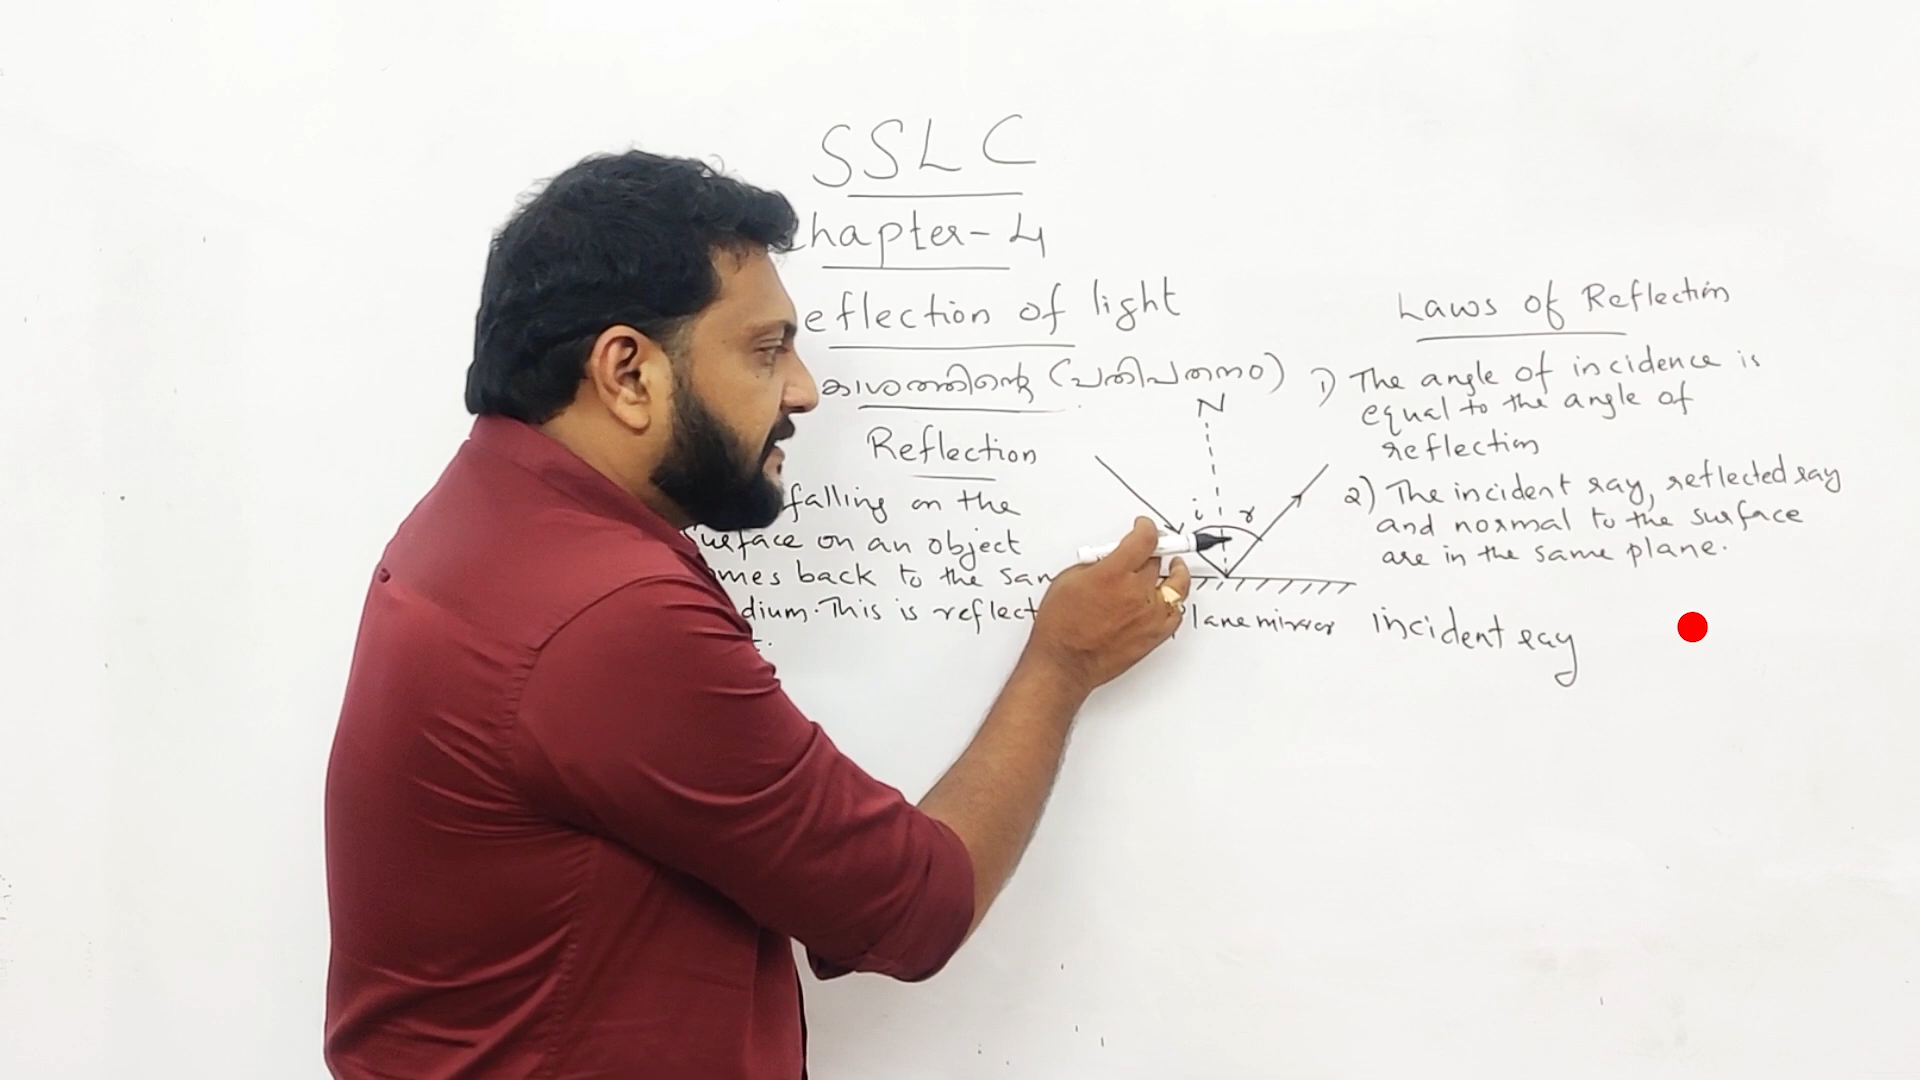 SSLC
hapter-4
eflection of light
കാശത്തിന്റെ (പ്രതിപതനം)
Reflection
falling on the
surface on an object
mes back to the sam
dium. This is reflect
t.
N
i r
Plane mirror
Laws of Reflection
1) The angle of incidence is
equal to the angle of
reflection
2) The incident ray, reflected ray
and normal to the surface
are in the same plane.
incident ray